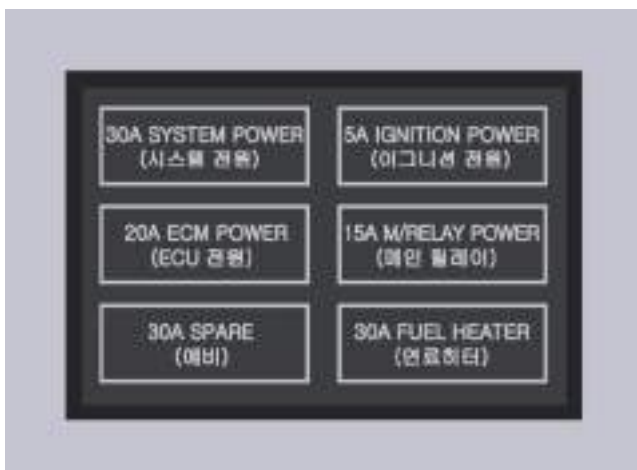 30A SYSTEM POWER
(시스템 전원)
5A IGNITION POWER
(이그니션 전원)
20A ECM POWER
(ECU 전원)
15A M/RELAY POWER
(메인 릴레이)
30A SPARE
(예비)
30A FUEL HEATER
(연료히터)